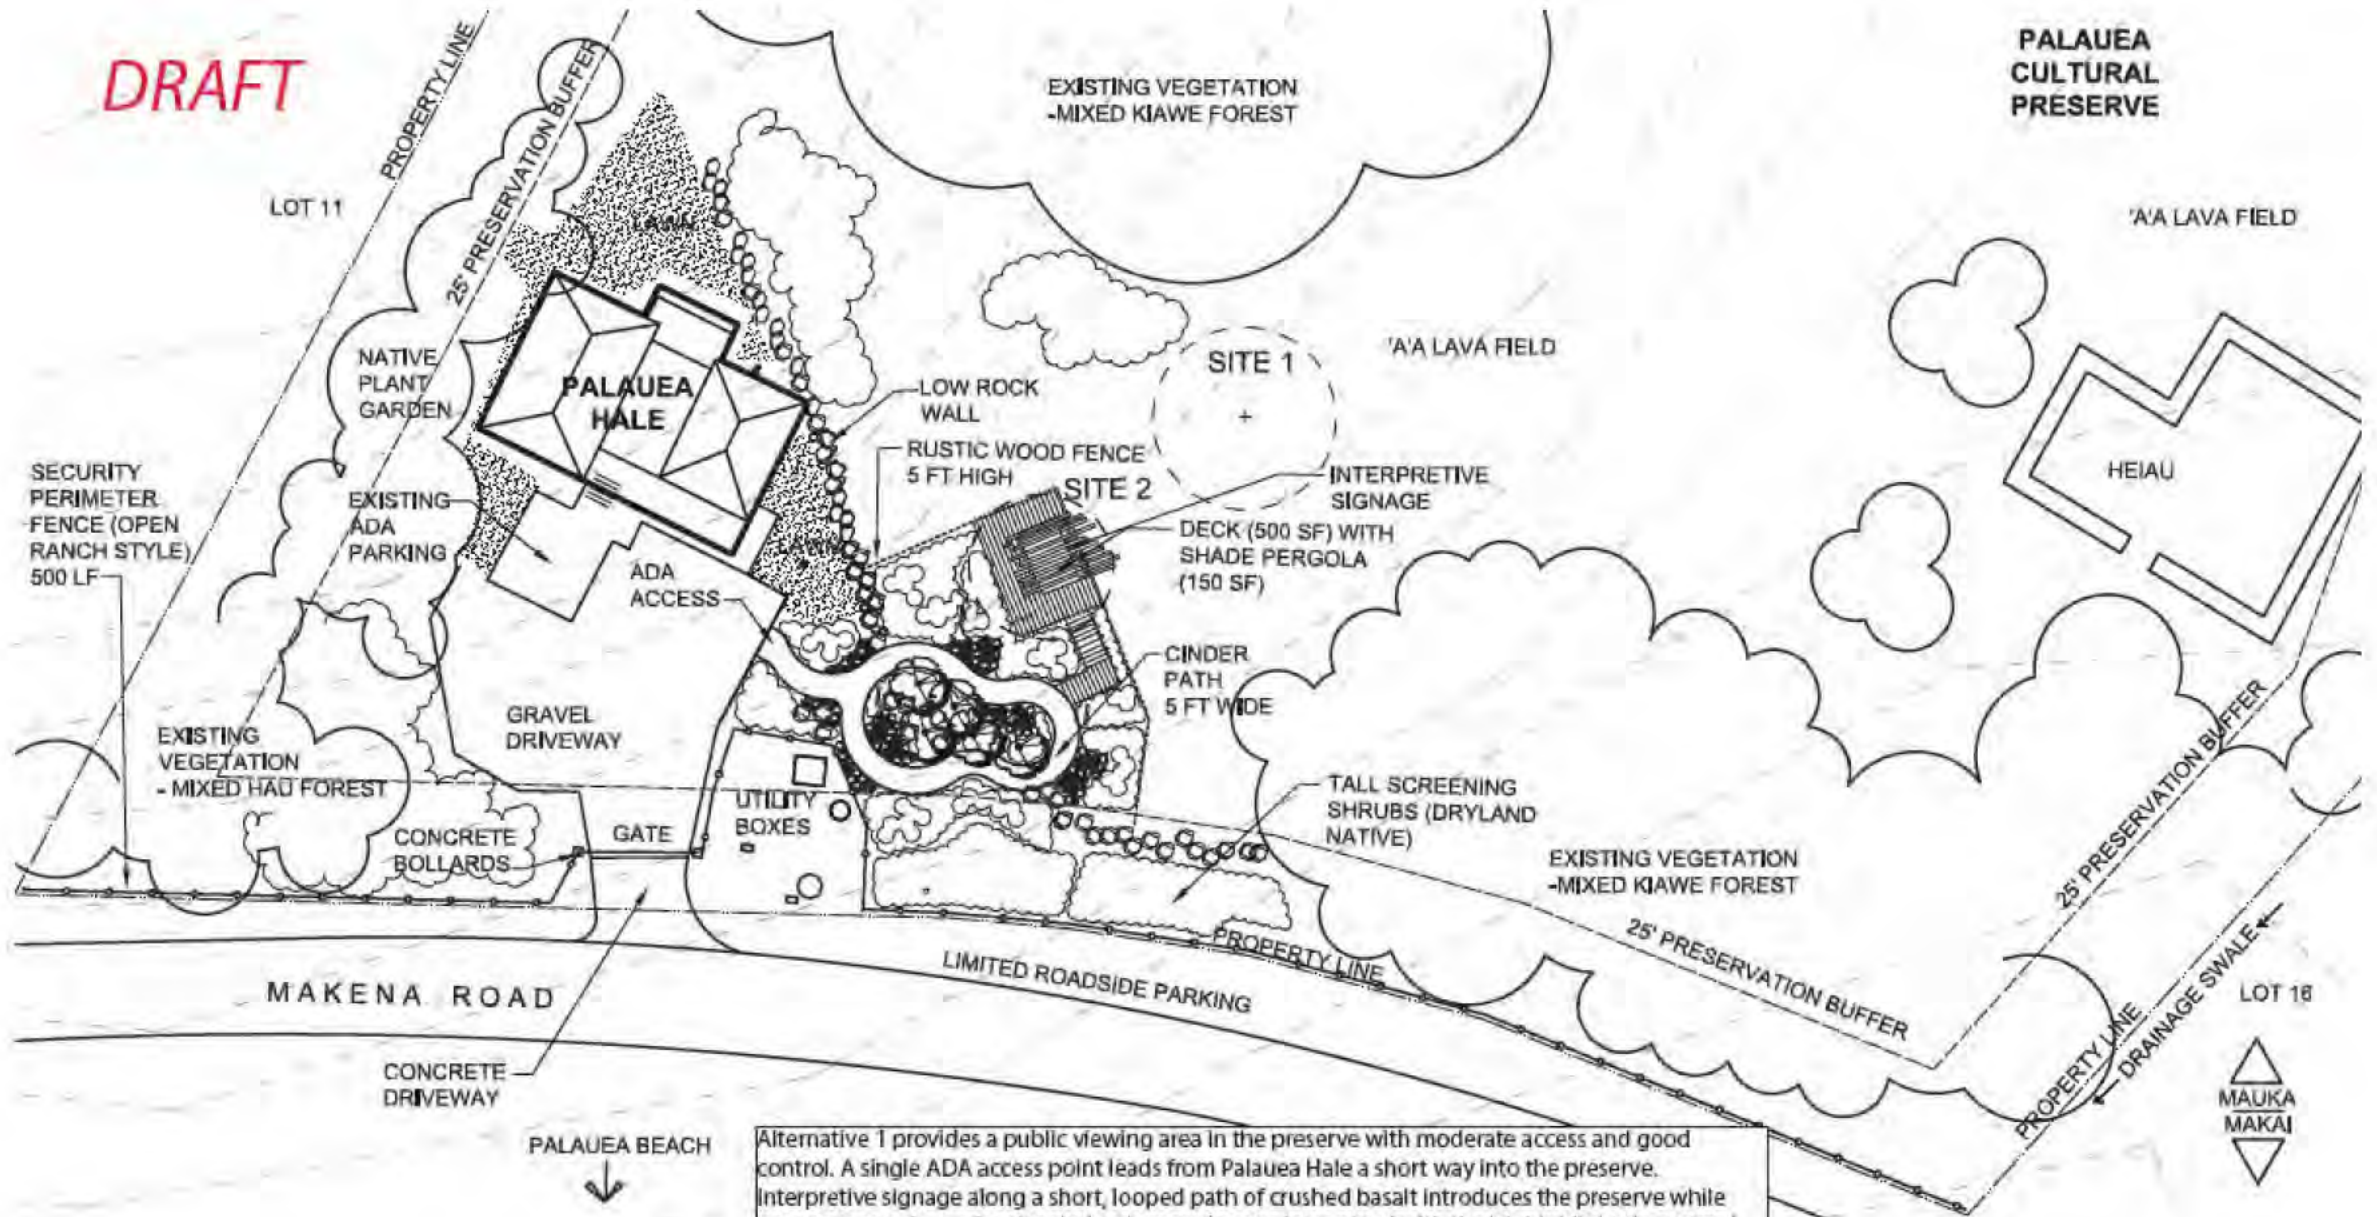 DRAFT
PROPERTY LINE
25' PRESERVATION BUFFER
LOT 11
EXISTING VEGETATION
-MIXED KIAWE FOREST
PALAUEA
CULTURAL
PRESERVE
'A'A LAVA FIELD
LAWN
NATIVE
PLANT
GARDEN
PALAUEA
HALE
LOW ROCK
WALL
SITE 1
'A'A LAVA FIELD
HEIAU
SECURITY
PERIMETER
FENCE (OPEN
RANCH STYLE)
500 LF
EXISTING
ADA
PARKING
RUSTIC WOOD FENCE
5 FT HIGH
SITE 2
INTERPRETIVE
SIGNAGE
DECK (500 SF) WITH
SHADE PERGOLA
(150 SF)
LAWN
ADA
ACCESS
CINDER
PATH
5 FT WIDE
GRAVEL
DRIVEWAY
EXISTING
VEGETATION
- MIXED HAU FOREST
UTILITY
BOXES
CONCRETE
BOLLARDS
GATE
TALL SCREENING
SHRUBS (DRYLAND
NATIVE)
EXISTING VEGETATION
-MIXED KIAWE FOREST
25' PRESERVATION BUFFER
25' PRESERVATION BUFFER
PROPERTY LINE
LIMITED ROADSIDE PARKING
MAKENA ROAD
PROPERTY LINE
DRAINAGE SWALE
LOT 16
CONCRETE
DRIVEWAY
MAUKA
MAKAI
PALAUEA BEACH
Alternative 1 provides a public viewing area in the preserve with moderate access and good
control. A single ADA access point leads from Palauea Hale a short way into the preserve.
Interpretive signage along a short, looped path of crushed basalt introduces the preserve while